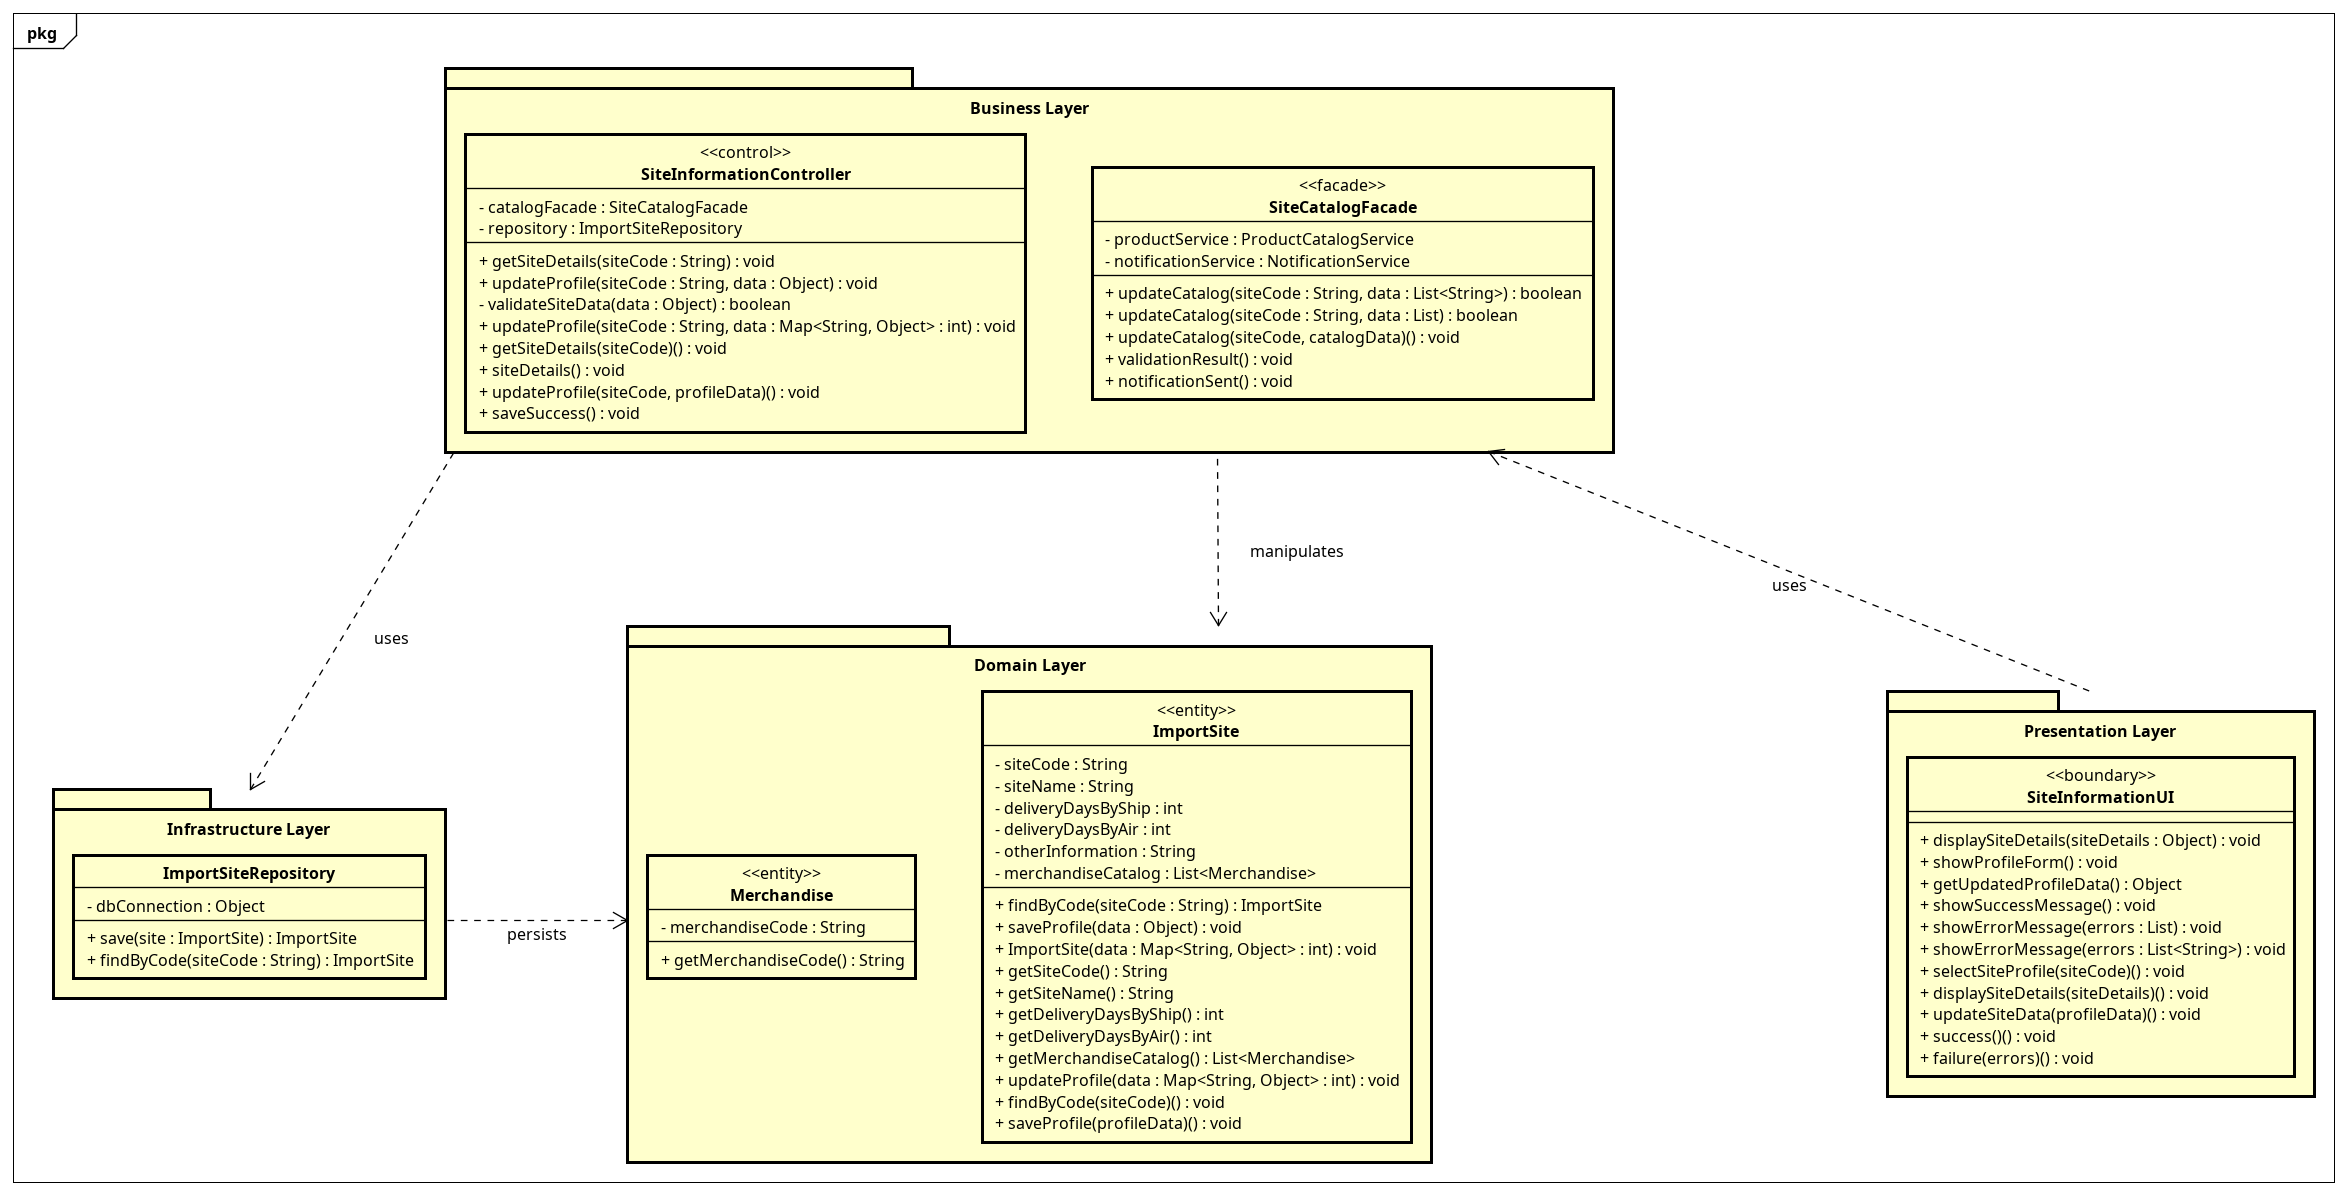 pkg
Business Layer
<<control>>
SiteInformationController
- catalogFacade : SiteCatalogFacade
- repository : ImportSiteRepository
+ getSiteDetails(siteCode : String) : void
+ updateProfile(siteCode : String, data : Object) : void
- validateSiteData(data : Object) : boolean
+ updateProfile(siteCode : String, data : Map<String, Object> : int) : void
+ getSiteDetails(siteCode)() : void
+ siteDetails() : void
+ updateProfile(siteCode, profileData)() : void
+ saveSuccess() : void
<<facade>>
SiteCatalogFacade
- productService : ProductCatalogService
- notificationService : NotificationService
+ updateCatalog(siteCode : String, data : List<String>) : boolean
+ updateCatalog(siteCode : String, data : List) : boolean
+ updateCatalog(siteCode, catalogData)() : void
+ validationResult() : void
+ notificationSent() : void
uses
manipulates
uses
Infrastructure Layer
ImportSiteRepository
- dbConnection : Object
+ save(site : ImportSite) : ImportSite
+ findByCode(siteCode : String) : ImportSite
persists
Domain Layer
<<entity>>
Merchandise
- merchandiseCode : String
+ getMerchandiseCode() : String
<<entity>>
ImportSite
- siteCode : String
- siteName : String
- deliveryDaysByShip : int
- deliveryDaysByAir : int
- otherInformation : String
- merchandiseCatalog : List<Merchandise>
+ findByCode(siteCode : String) : ImportSite
+ saveProfile(data : Object) : void
+ ImportSite(data : Map<String, Object> : int) : void
+ getSiteCode() : String
+ getSiteName() : String
+ getDeliveryDaysByShip() : int
+ getDeliveryDaysByAir() : int
+ getMerchandiseCatalog() : List<Merchandise>
+ updateProfile(data : Map<String, Object> : int) : void
+ findByCode(siteCode)() : void
+ saveProfile(profileData)() : void
Presentation Layer
<<boundary>>
SiteInformationUI
+ displaySiteDetails(siteDetails : Object) : void
+ showProfileForm() : void
+ getUpdatedProfileData() : Object
+ showSuccessMessage() : void
+ showErrorMessage(errors : List) : void
+ showErrorMessage(errors : List<String>) : void
+ selectSiteProfile(siteCode)() : void
+ displaySiteDetails(siteDetails)() : void
+ updateSiteData(profileData)() : void
+ success()() : void
+ failure(errors)() : void